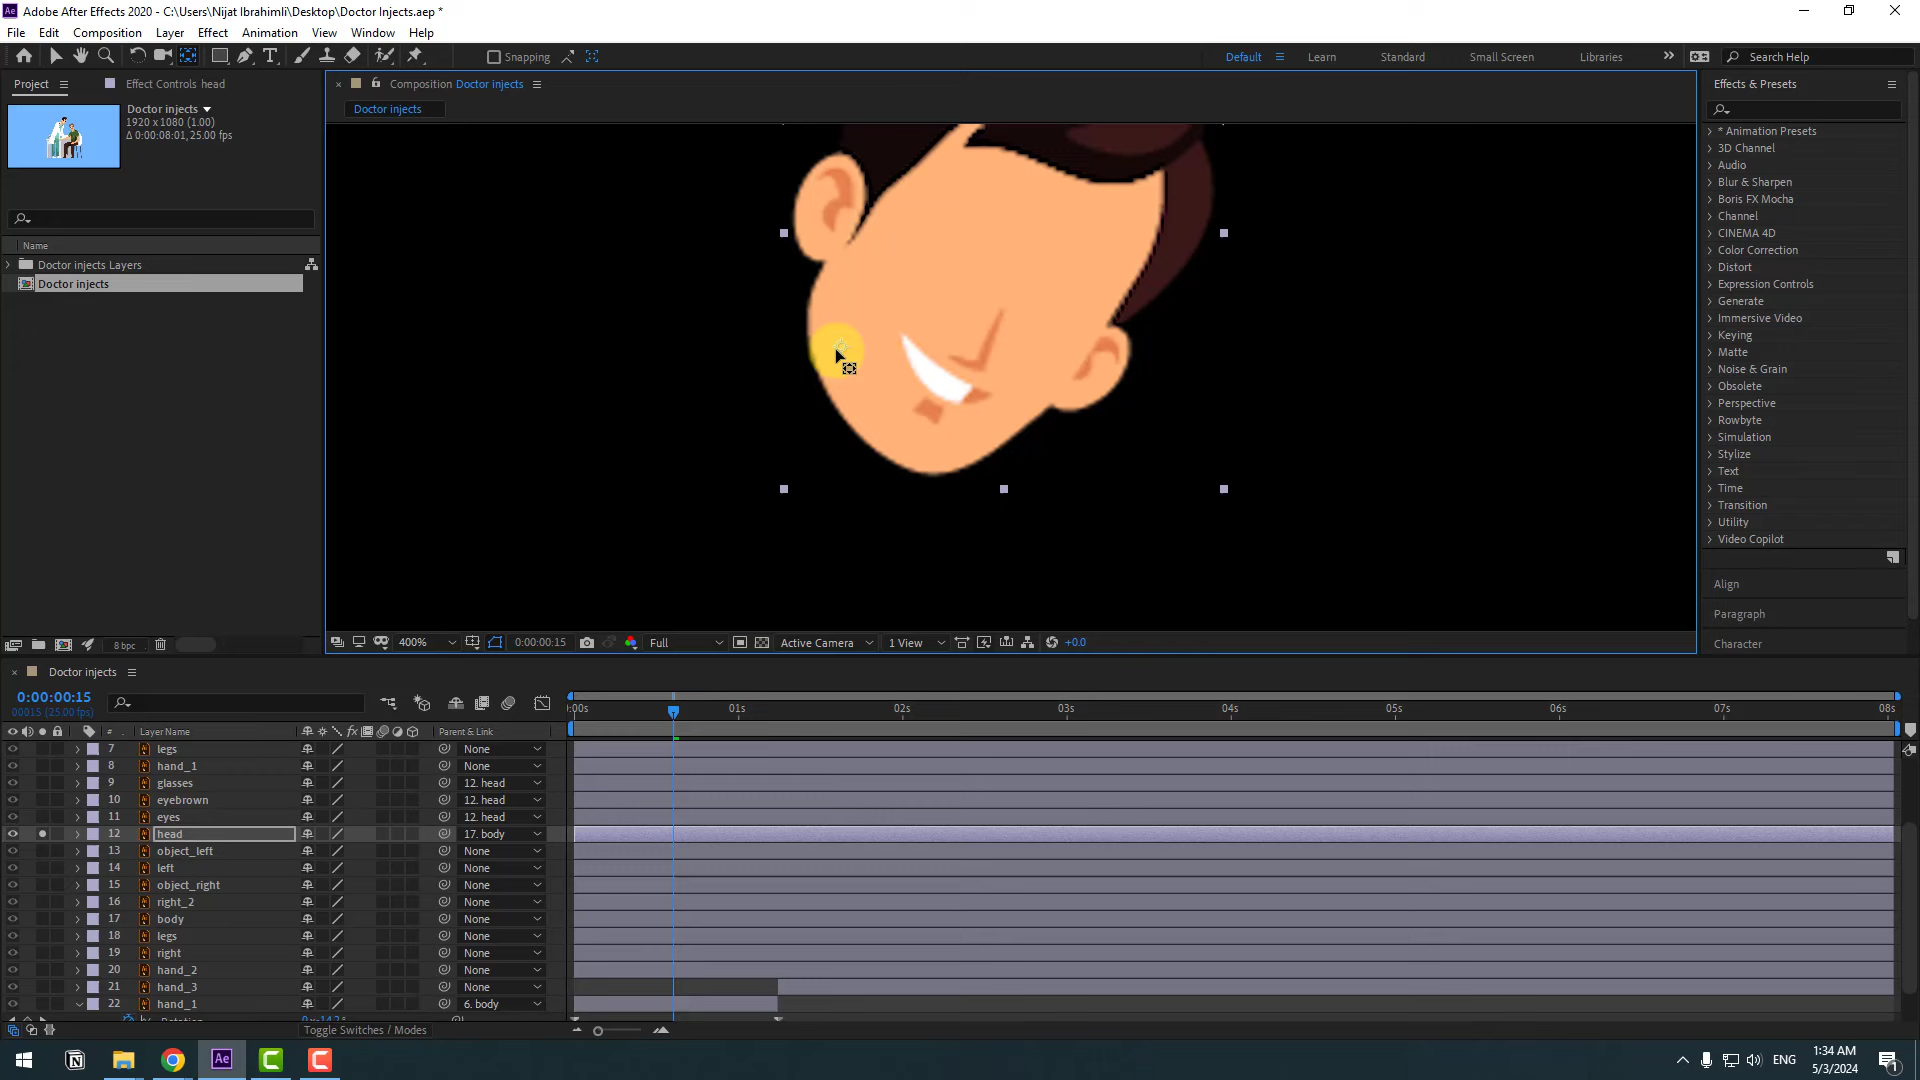 Adobe After Effects 2020 - C:\Users\Nijat Ibrahimli\Desktop\Doctor Injects.aep *
File Edit Composition Layer Effect Animation View Window Help
Snapping
Default Learn Standard Small Screen Libraries Search Help
Project Effect Controls head
Composition Doctor injects
Effects & Presets
Doctor injects
1920 x 1080 (1.00)
Δ 0:00:08:01, 25.00 fps
Doctor injects
* Animation Presets
3D Channel
Audio
Blur & Sharpen
Boris FX Mocha
Channel
CINEMA 4D
Color Correction
Distort
Expression Controls
Generate
Immersive Video
Keying
Matte
Noise & Grain
Obsolete
Perspective
Rowbyte
Simulation
Stylize
Text
Time
Transition
Utility
Video Copilot
Align
Paragraph
Character
Name
Doctor injects Layers
Doctor injects
8 bpc
400% 0:00:00:15 Full Active Camera 1 View +0.0
Doctor injects
0:00:00:15
00015 (25.00 fps)
:00s 01s 02s 03s 04s 05s 06s 07s 08s
# Layer Name fx Parent & Link
7 legs None
8 hand_1 None
9 glasses 12. head
10 eyebrown 12. head
11 eyes 12. head
12 head 17. body
13 object_left None
14 left None
15 object_right None
16 right_2 None
17 body None
18 legs None
19 right None
20 hand_2 None
21 hand_3 None
22 hand_1 6. body
Toggle Switches / Modes
ENG
1:34 AM
5/3/2024
1